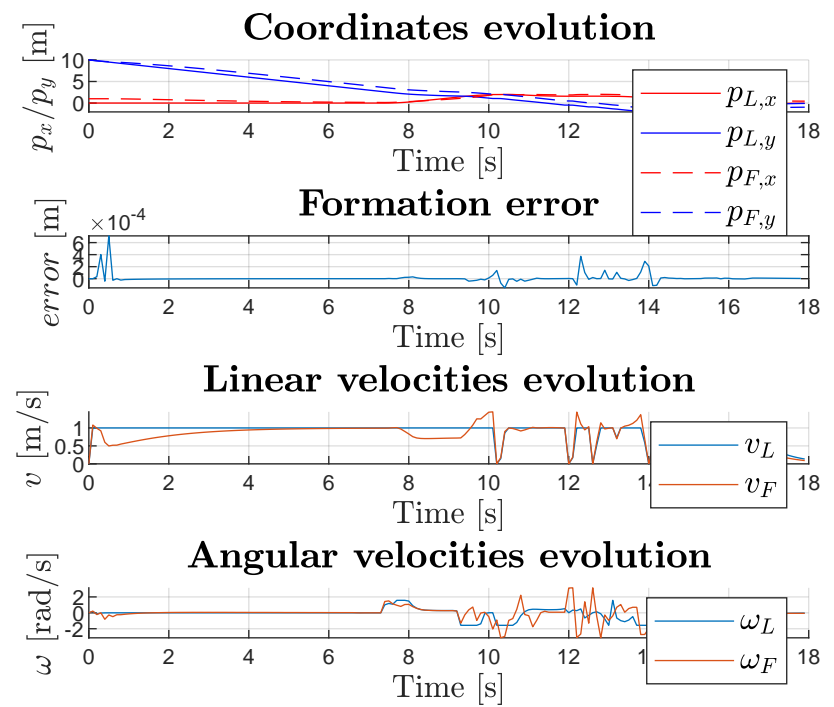 Coordinates evolution
p_x/p_y [m]
10
5
0
0 2 4 6 8 10 12 18
Time [s]
p_{L,x}
p_{L,y}
p_{F,x}
p_{F,y}
Formation error
×10^{-4}
error [m]
6
4
2
0
0 2 4 6 8 10 12 14 16 18
Time [s]
Linear velocities evolution
v [m/s]
1
0.5
0
0 2 4 6 8 10 12 18
Time [s]
v_L
v_F
Angular velocities evolution
ω [rad/s]
2
0
-2
0 2 4 6 8 10 12 18
Time [s]
ω_L
ω_F